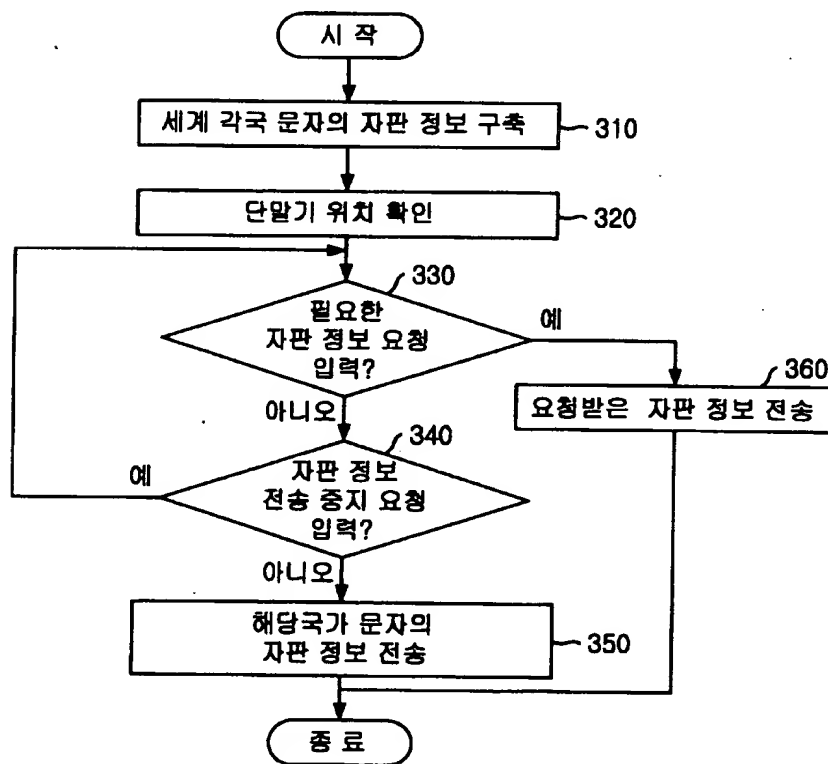 시 작
세계 각국 문자의 자판 정보 구축
310
단말기 위치 확인
320
330
필요한
자판 정보 요청
입력?
예
360
요청받은 자판 정보 전송
아니오
340
예
자판 정보
전송 중지 요청
입력?
아니오
해당국가 문자의
자판 정보 전송
350
종 료